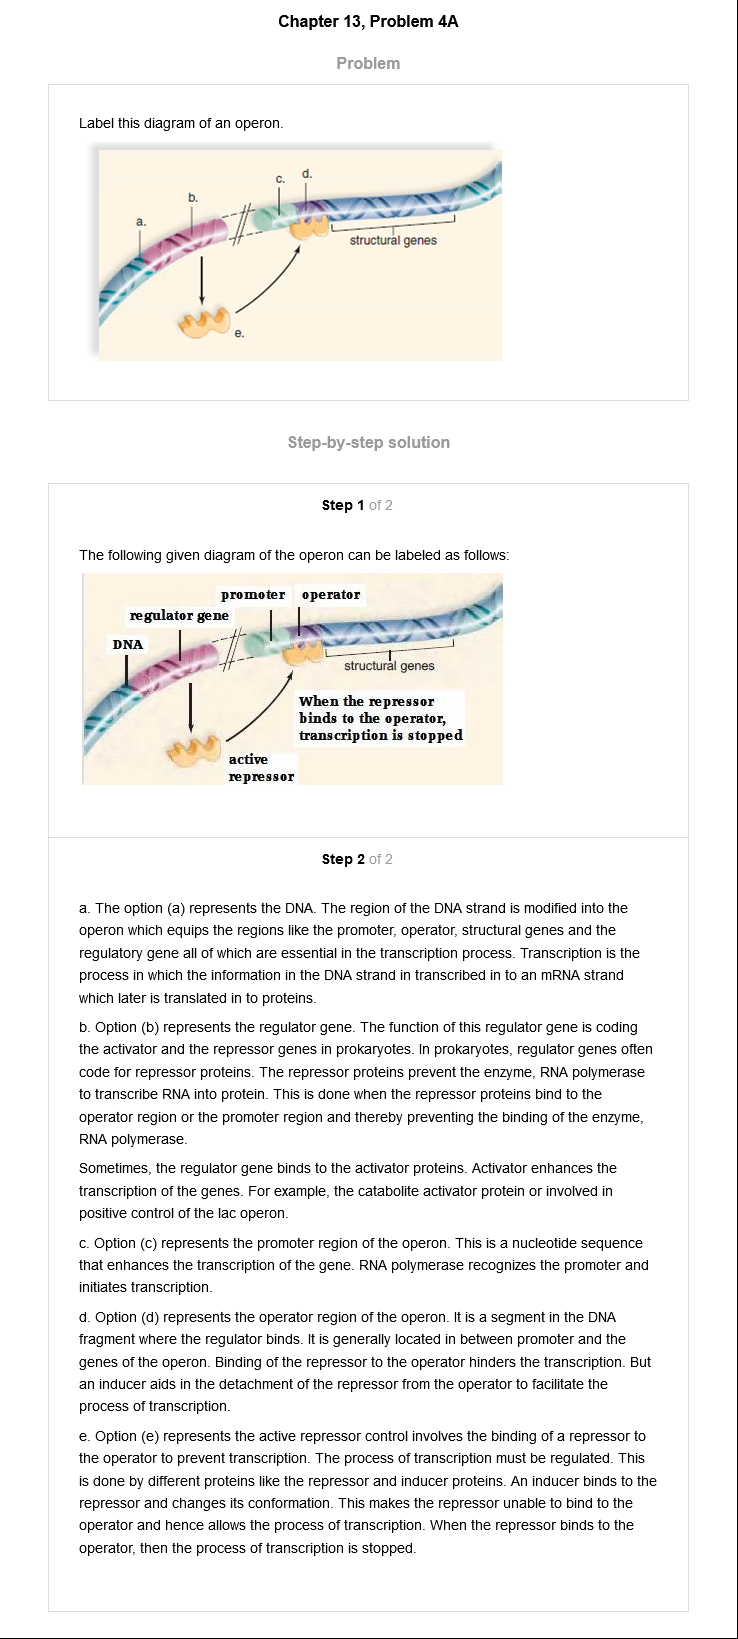 Chapter 13, Problem 4A
Problem
Label this diagram of an operon.
a.
b.
c.
d.
structural genes
e.
Step-by-step solution
Step 1 of 2
The following given diagram of the operon can be labeled as follows:
promoter operator
regulator gene
DNA
structural genes
When the repressor
binds to the operator,
transcription is stopped
active
repressor
Step 2 of 2
a. The option (a) represents the DNA. The region of the DNA strand is modified into the
operon which equips the regions like the promoter, operator, structural genes and the
regulatory gene all of which are essential in the transcription process. Transcription is the
process in which the information in the DNA strand in transcribed in to an mRNA strand
which later is translated in to proteins.
b. Option (b) represents the regulator gene. The function of this regulator gene is coding
the activator and the repressor genes in prokaryotes. In prokaryotes, regulator genes often
code for repressor proteins. The repressor proteins prevent the enzyme, RNA polymerase
to transcribe RNA into protein. This is done when the repressor proteins bind to the
operator region or the promoter region and thereby preventing the binding of the enzyme,
RNA polymerase.
Sometimes, the regulator gene binds to the activator proteins. Activator enhances the
transcription of the genes. For example, the catabolite activator protein or involved in
positive control of the lac operon.
c. Option (c) represents the promoter region of the operon. This is a nucleotide sequence
that enhances the transcription of the gene. RNA polymerase recognizes the promoter and
initiates transcription.
d. Option (d) represents the operator region of the operon. It is a segment in the DNA
fragment where the regulator binds. It is generally located in between promoter and the
genes of the operon. Binding of the repressor to the operator hinders the transcription. But
an inducer aids in the detachment of the repressor from the operator to facilitate the
process of transcription.
e. Option (e) represents the active repressor control involves the binding of a repressor to
the operator to prevent transcription. The process of transcription must be regulated. This
is done by different proteins like the repressor and inducer proteins. An inducer binds to the
repressor and changes its conformation. This makes the repressor unable to bind to the
operator and hence allows the process of transcription. When the repressor binds to the
operator, then the process of transcription is stopped.